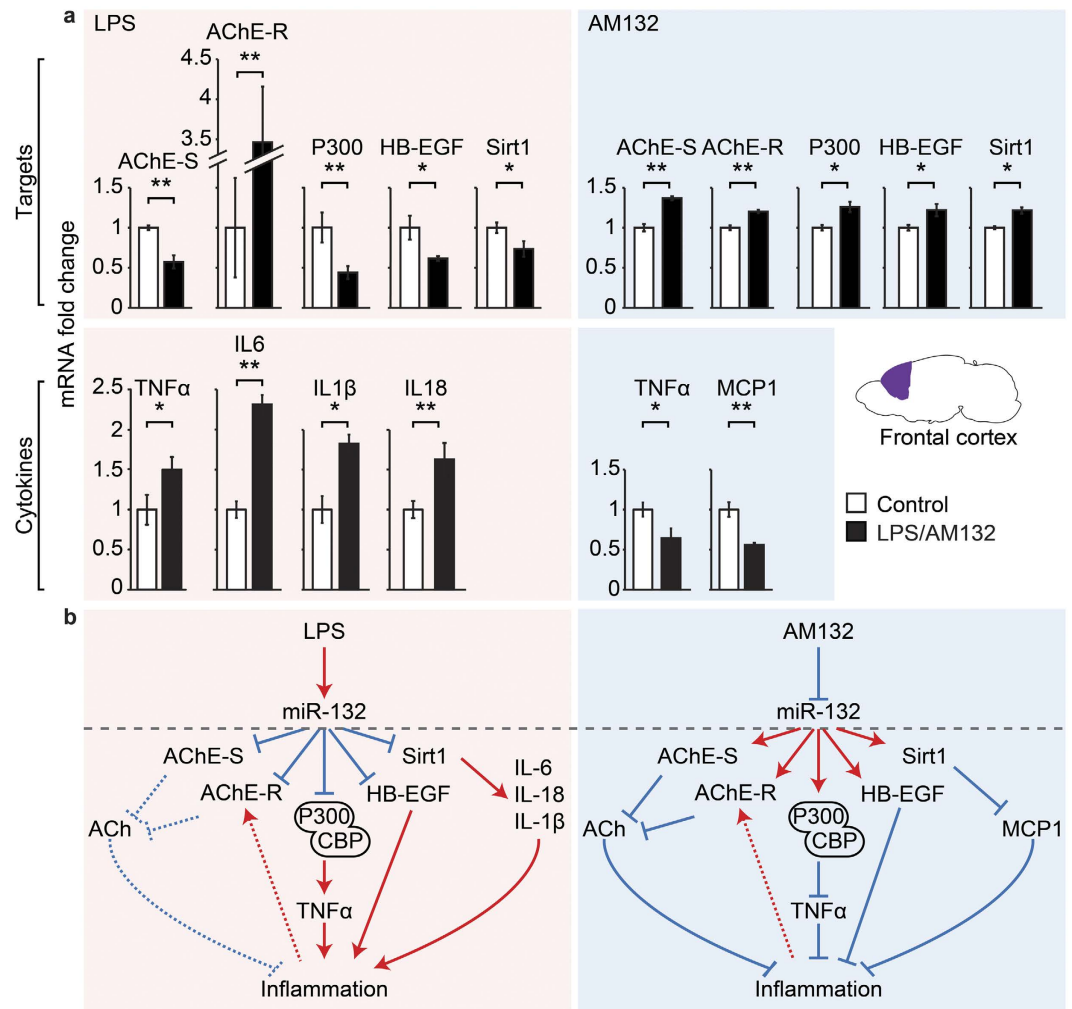 a
LPS
AM132
Targets
Cytokines
mRNA fold change
AChE-R
**
4.5
4
3.5
AChE-S
**
P300
**
HB-EGF
*
Sirt1
*
1.5
1
0.5
0
AChE-S
**
AChE-R
**
P300
*
HB-EGF
*
Sirt1
*
1.5
1
0.5
0
TNFα
*
IL6
**
IL1β
*
IL18
**
2.5
2
1.5
1
0.5
0
TNFα
*
MCP1
**
1.5
1
0.5
0
Frontal cortex
Control
LPS/AM132
b
LPS
miR-132
AChE-S
Sirt1
AChE-R
HB-EGF
IL-6
IL-18
IL-1β
P300
CBP
ACh
TNFα
Inflammation
AM132
miR-132
AChE-S
Sirt1
AChE-R
HB-EGF
P300
CBP
ACh
MCP1
TNFα
Inflammation